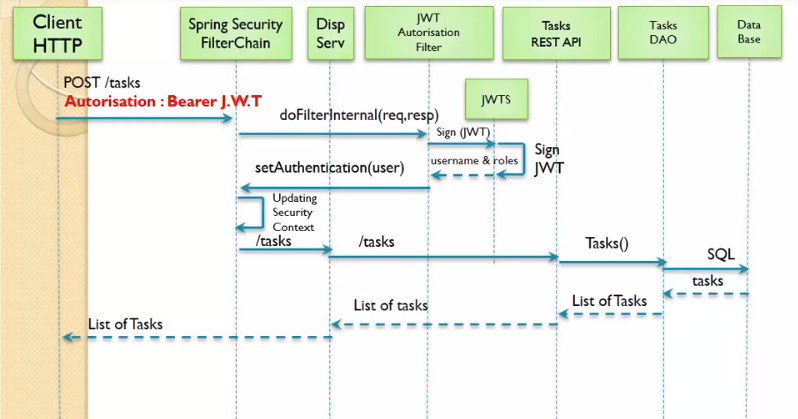 Client
HTTP
Spring Security
FilterChain
Disp
Serv
JWT
Autorisation
Filter
Tasks
REST API
Tasks
DAO
Data
Base
POST /tasks
Autorisation : Bearer J.W.T
JWTS
doFilterInternal(req,resp)
Sign (JWT)
Sign
JWT
username & roles
setAuthentication(user)
Updating
Security
Context
/tasks
/tasks
Tasks()
SQL
tasks
List of Tasks
List of tasks
List of Tasks